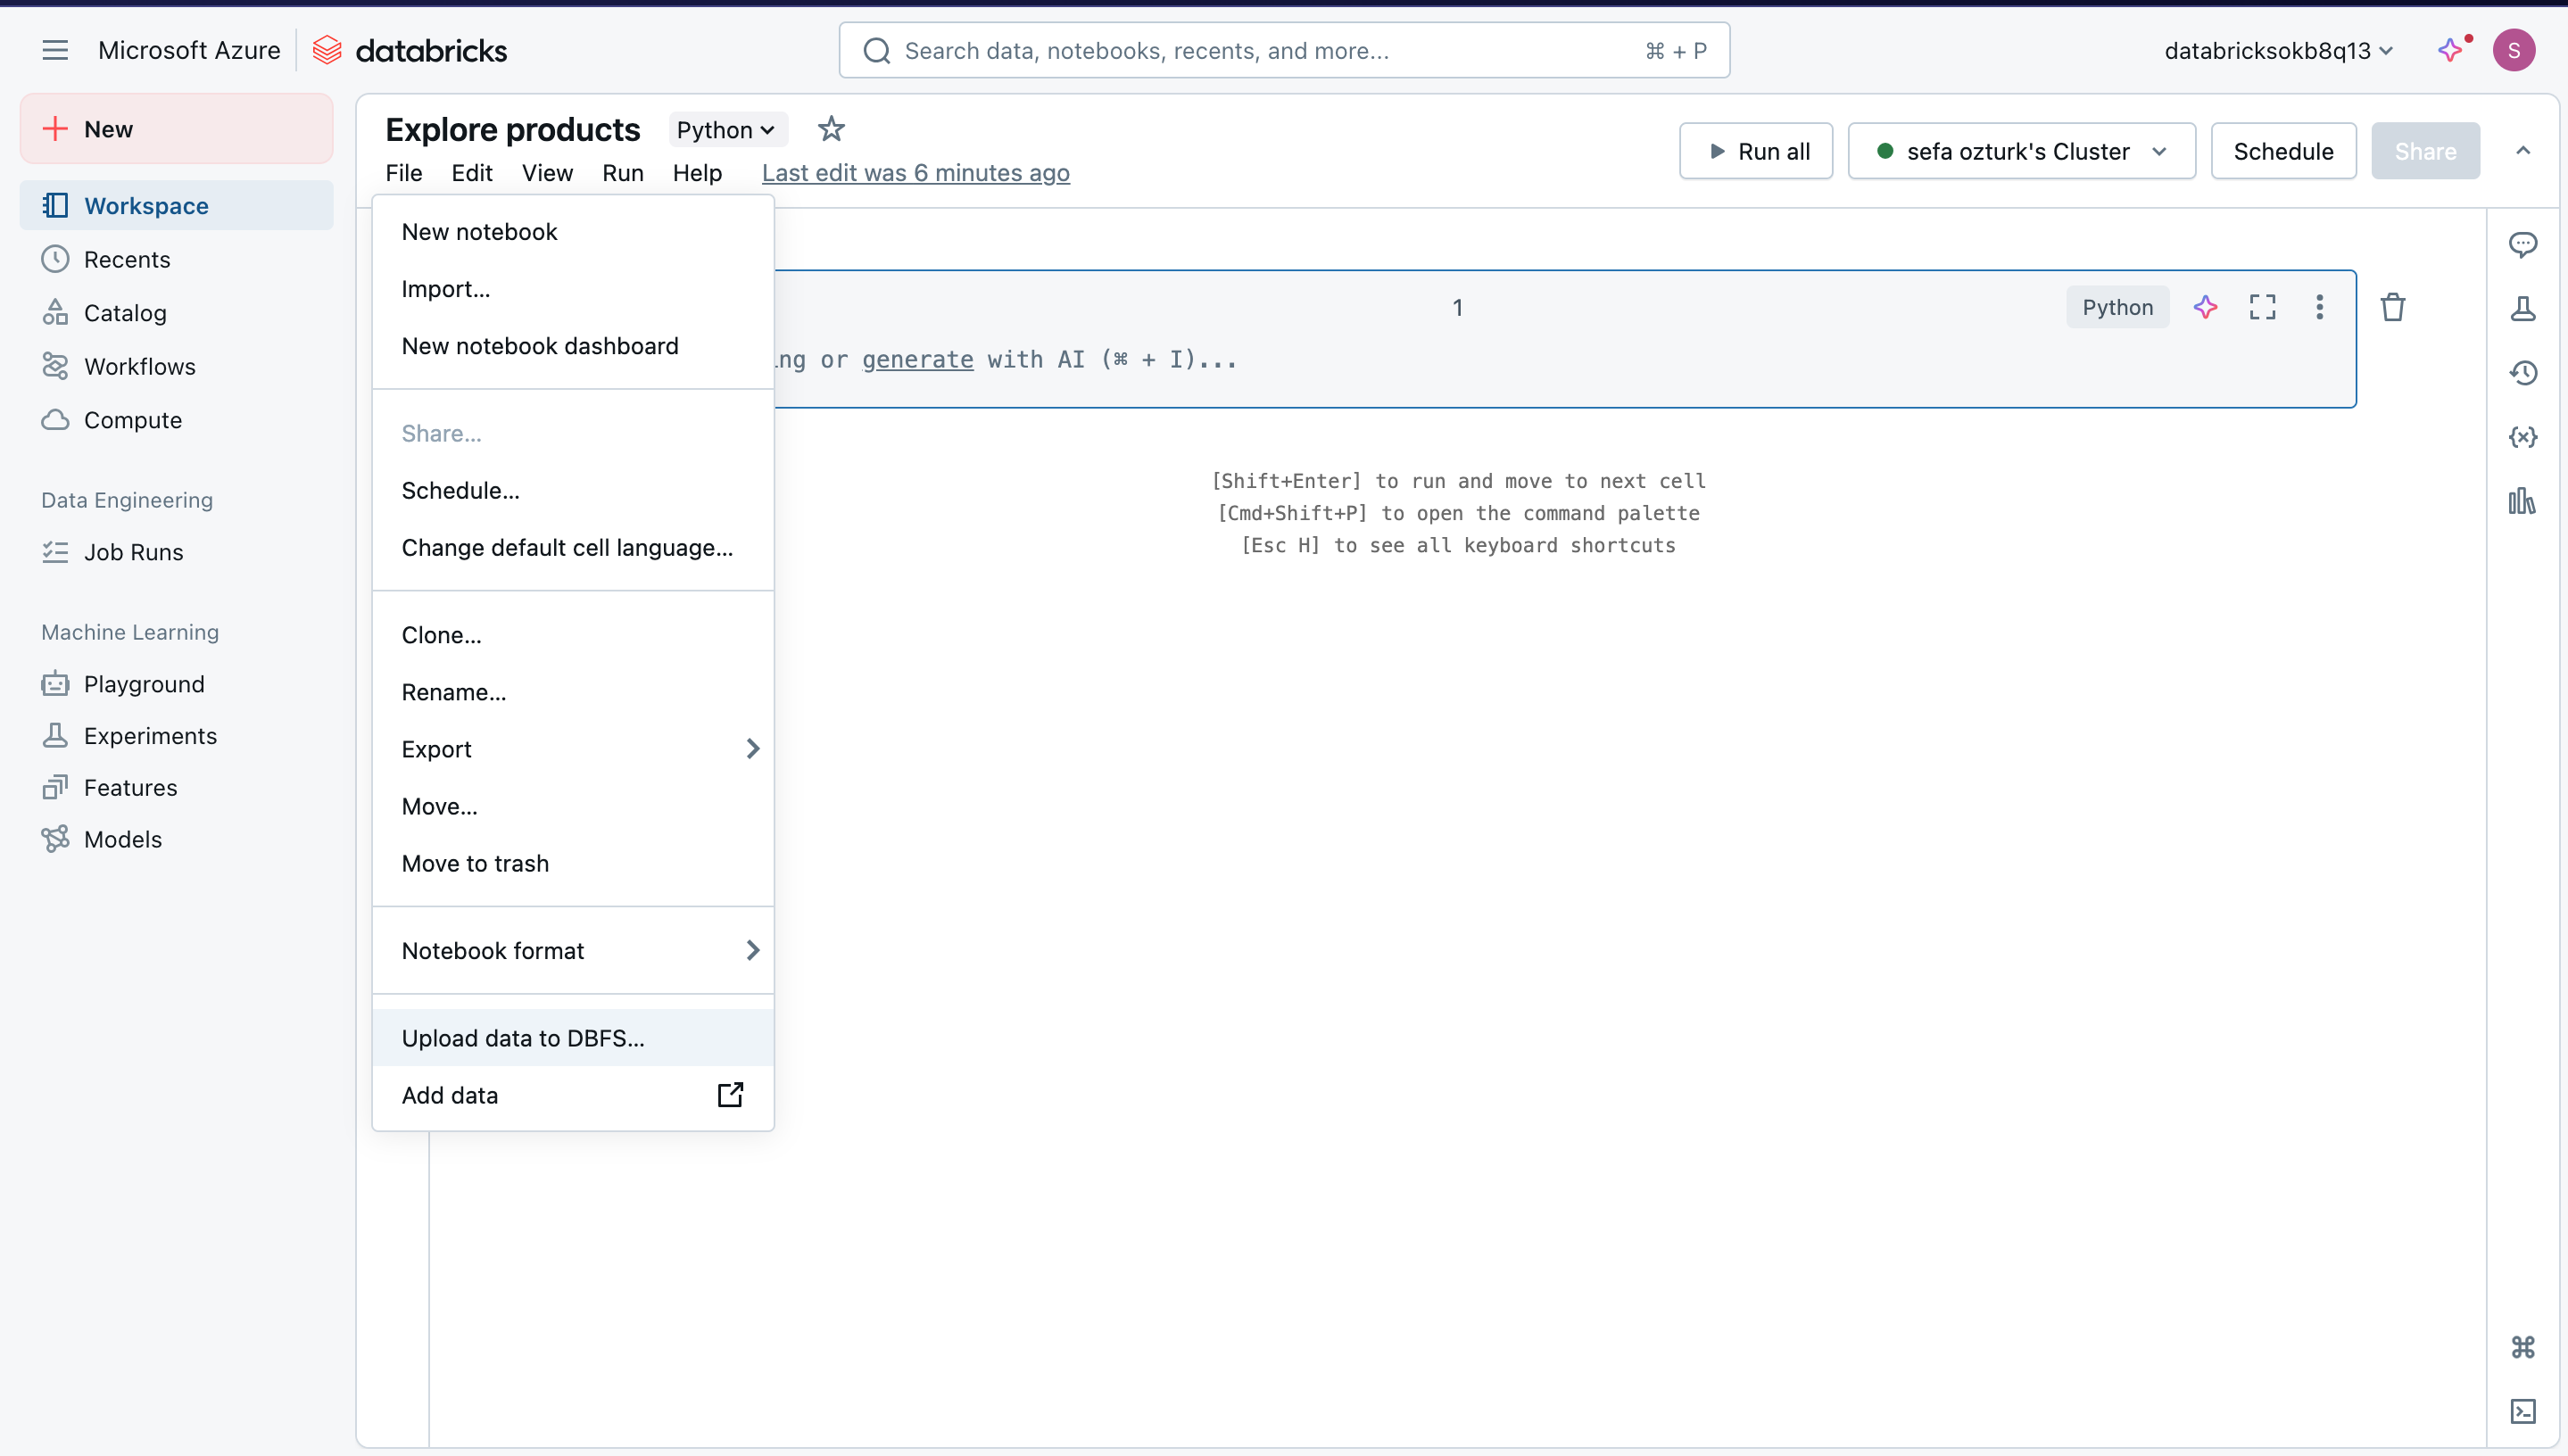 Microsoft Azure databricks
Search data, notebooks, recents, and more... ⌘ + P
databricksokb8q13
S
New
Workspace
Recents
Catalog
Workflows
Compute
Data Engineering
Job Runs
Machine Learning
Playground
Experiments
Features
Models
Explore products Python
File Edit View Run Help Last edit was 6 minutes ago
Run all sefa ozturk's Cluster Schedule Share
New notebook
Import...
New notebook dashboard
Share...
Schedule...
Change default cell language...
Clone...
Rename...
Export
Move...
Move to trash
Notebook format
Upload data to DBFS...
Add data
1
Python
or generate with AI (⌘ + I)...
[Shift+Enter] to run and move to next cell
[Cmd+Shift+P] to open the command palette
[Esc H] to see all keyboard shortcuts